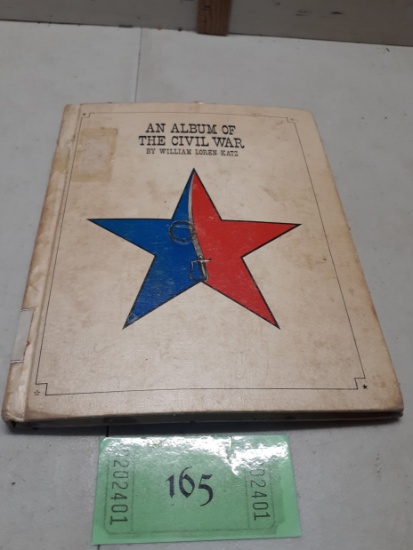 AN ALBUM OF
THE CIVIL WAR
BY WILLIAM LOREN KATZ
165
202401
202401